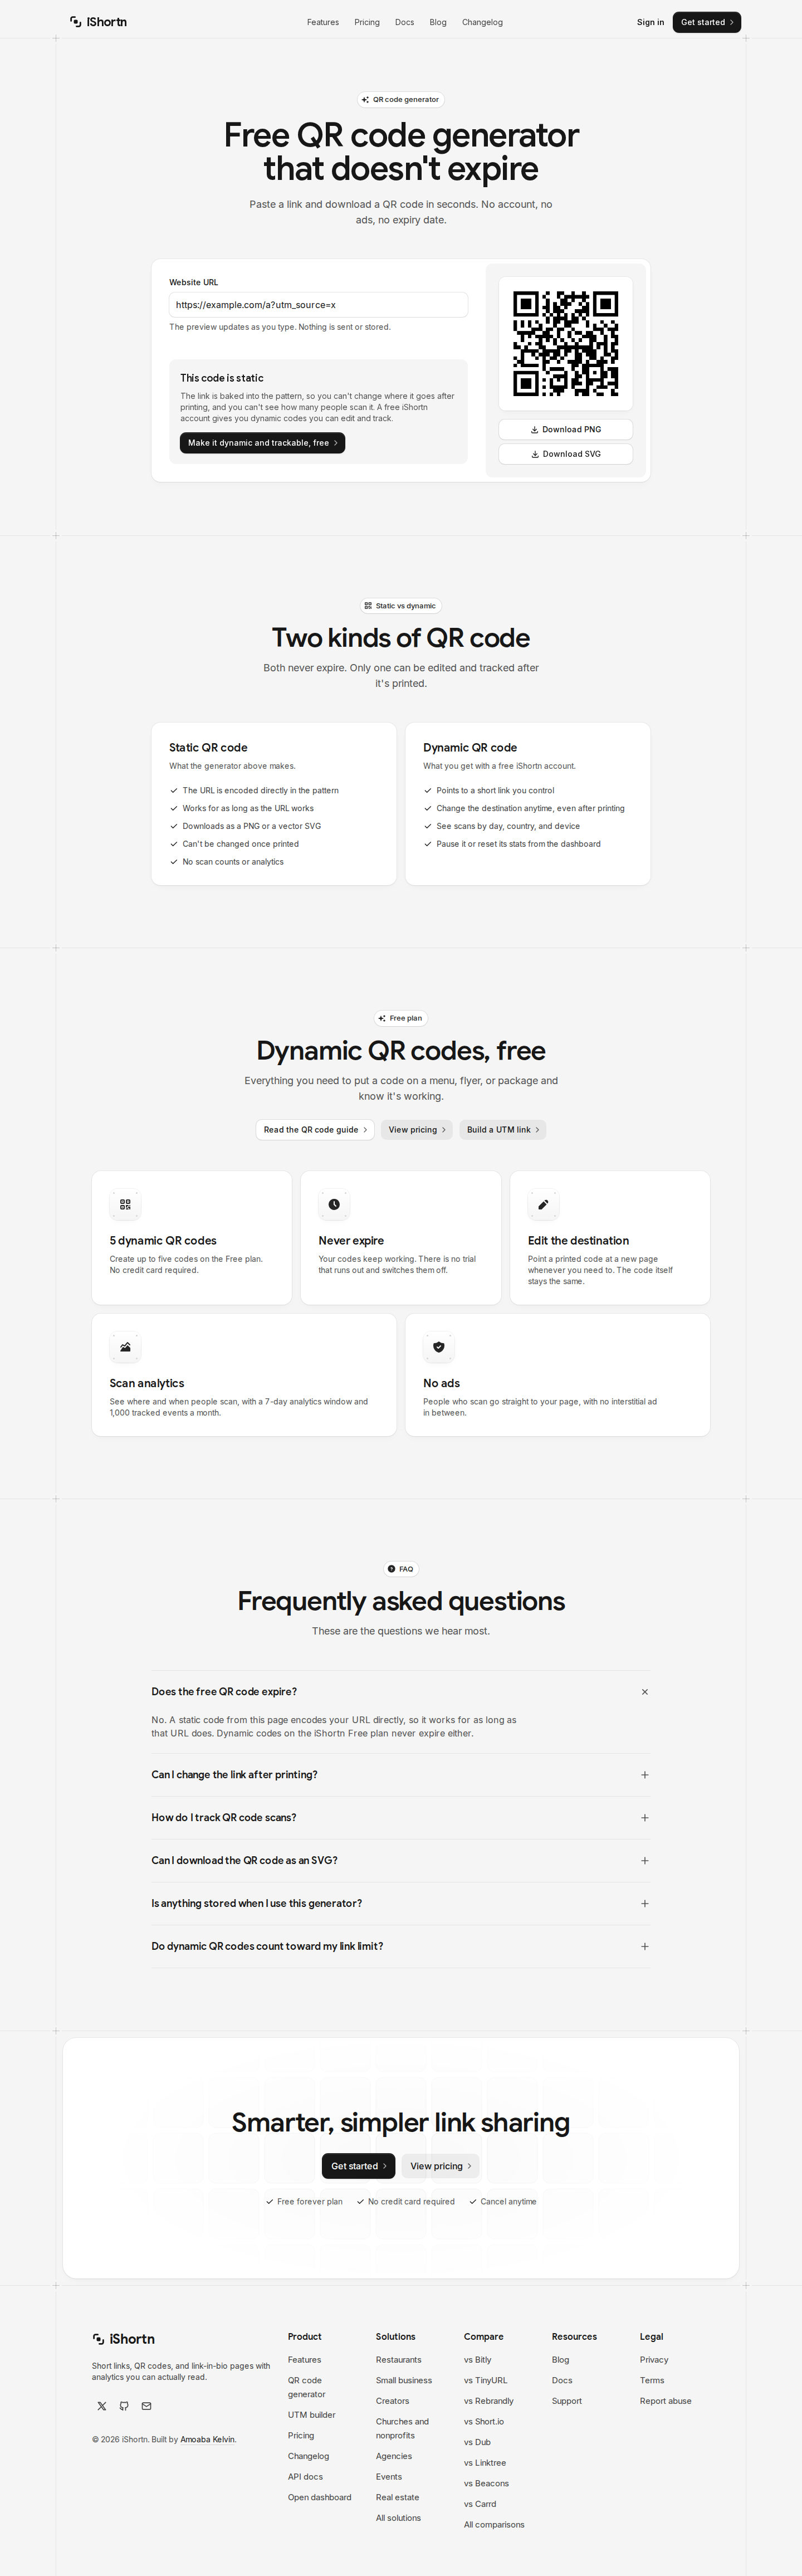 iShortn
Features
Pricing
Docs
Blog
Changelog
Sign in
Get started
QR code generator
Free QR code generator
that doesn't expire
Paste a link and download a QR code in seconds. No account, no
ads, no expiry date.
Website URL
https://example.com/a?utm_source=x
The preview updates as you type. Nothing is sent or stored.
This code is static
The link is baked into the pattern, so you can't change where it goes after
printing, and you can't see how many people scan it. A free iShortn
account gives you dynamic codes you can edit and track.
Make it dynamic and trackable, free
Download PNG
Download SVG
Static vs dynamic
Two kinds of QR code
Both never expire. Only one can be edited and tracked after
it's printed.
Static QR code
What the generator above makes.
The URL is encoded directly in the pattern
Works for as long as the URL works
Downloads as a PNG or a vector SVG
Can't be changed once printed
No scan counts or analytics
Dynamic QR code
What you get with a free iShortn account.
Points to a short link you control
Change the destination anytime, even after printing
See scans by day, country, and device
Pause it or reset its stats from the dashboard
Free plan
Dynamic QR codes, free
Everything you need to put a code on a menu, flyer, or package and
know it's working.
Read the QR code guide
View pricing
Build a UTM link
5 dynamic QR codes
Create up to five codes on the Free plan.
No credit card required.
Never expire
Your codes keep working. There is no trial
that runs out and switches them off.
Edit the destination
Point a printed code at a new page
whenever you need to. The code itself
stays the same.
Scan analytics
See where and when people scan, with a 7-day analytics window and
1,000 tracked events a month.
No ads
People who scan go straight to your page, with no interstitial ad
in between.
FAQ
Frequently asked questions
These are the questions we hear most.
Does the free QR code expire?
No. A static code from this page encodes your URL directly, so it works for as long as
that URL does. Dynamic codes on the iShortn Free plan never expire either.
Can I change the link after printing?
How do I track QR code scans?
Can I download the QR code as an SVG?
Is anything stored when I use this generator?
Do dynamic QR codes count toward my link limit?
Smarter, simpler link sharing
Get started
View pricing
Free forever plan
No credit card required
Cancel anytime
iShortn
Short links, QR codes, and link-in-bio pages with
analytics you can actually read.
© 2026 iShortn. Built by Amoaba Kelvin.
Product
Features
QR code
generator
UTM builder
Pricing
Changelog
API docs
Open dashboard
Solutions
Restaurants
Small business
Creators
Churches and
nonprofits
Agencies
Events
Real estate
All solutions
Compare
vs Bitly
vs TinyURL
vs Rebrandly
vs Short.io
vs Dub
vs Linktree
vs Beacons
vs Carrd
All comparisons
Resources
Blog
Docs
Support
Legal
Privacy
Terms
Report abuse